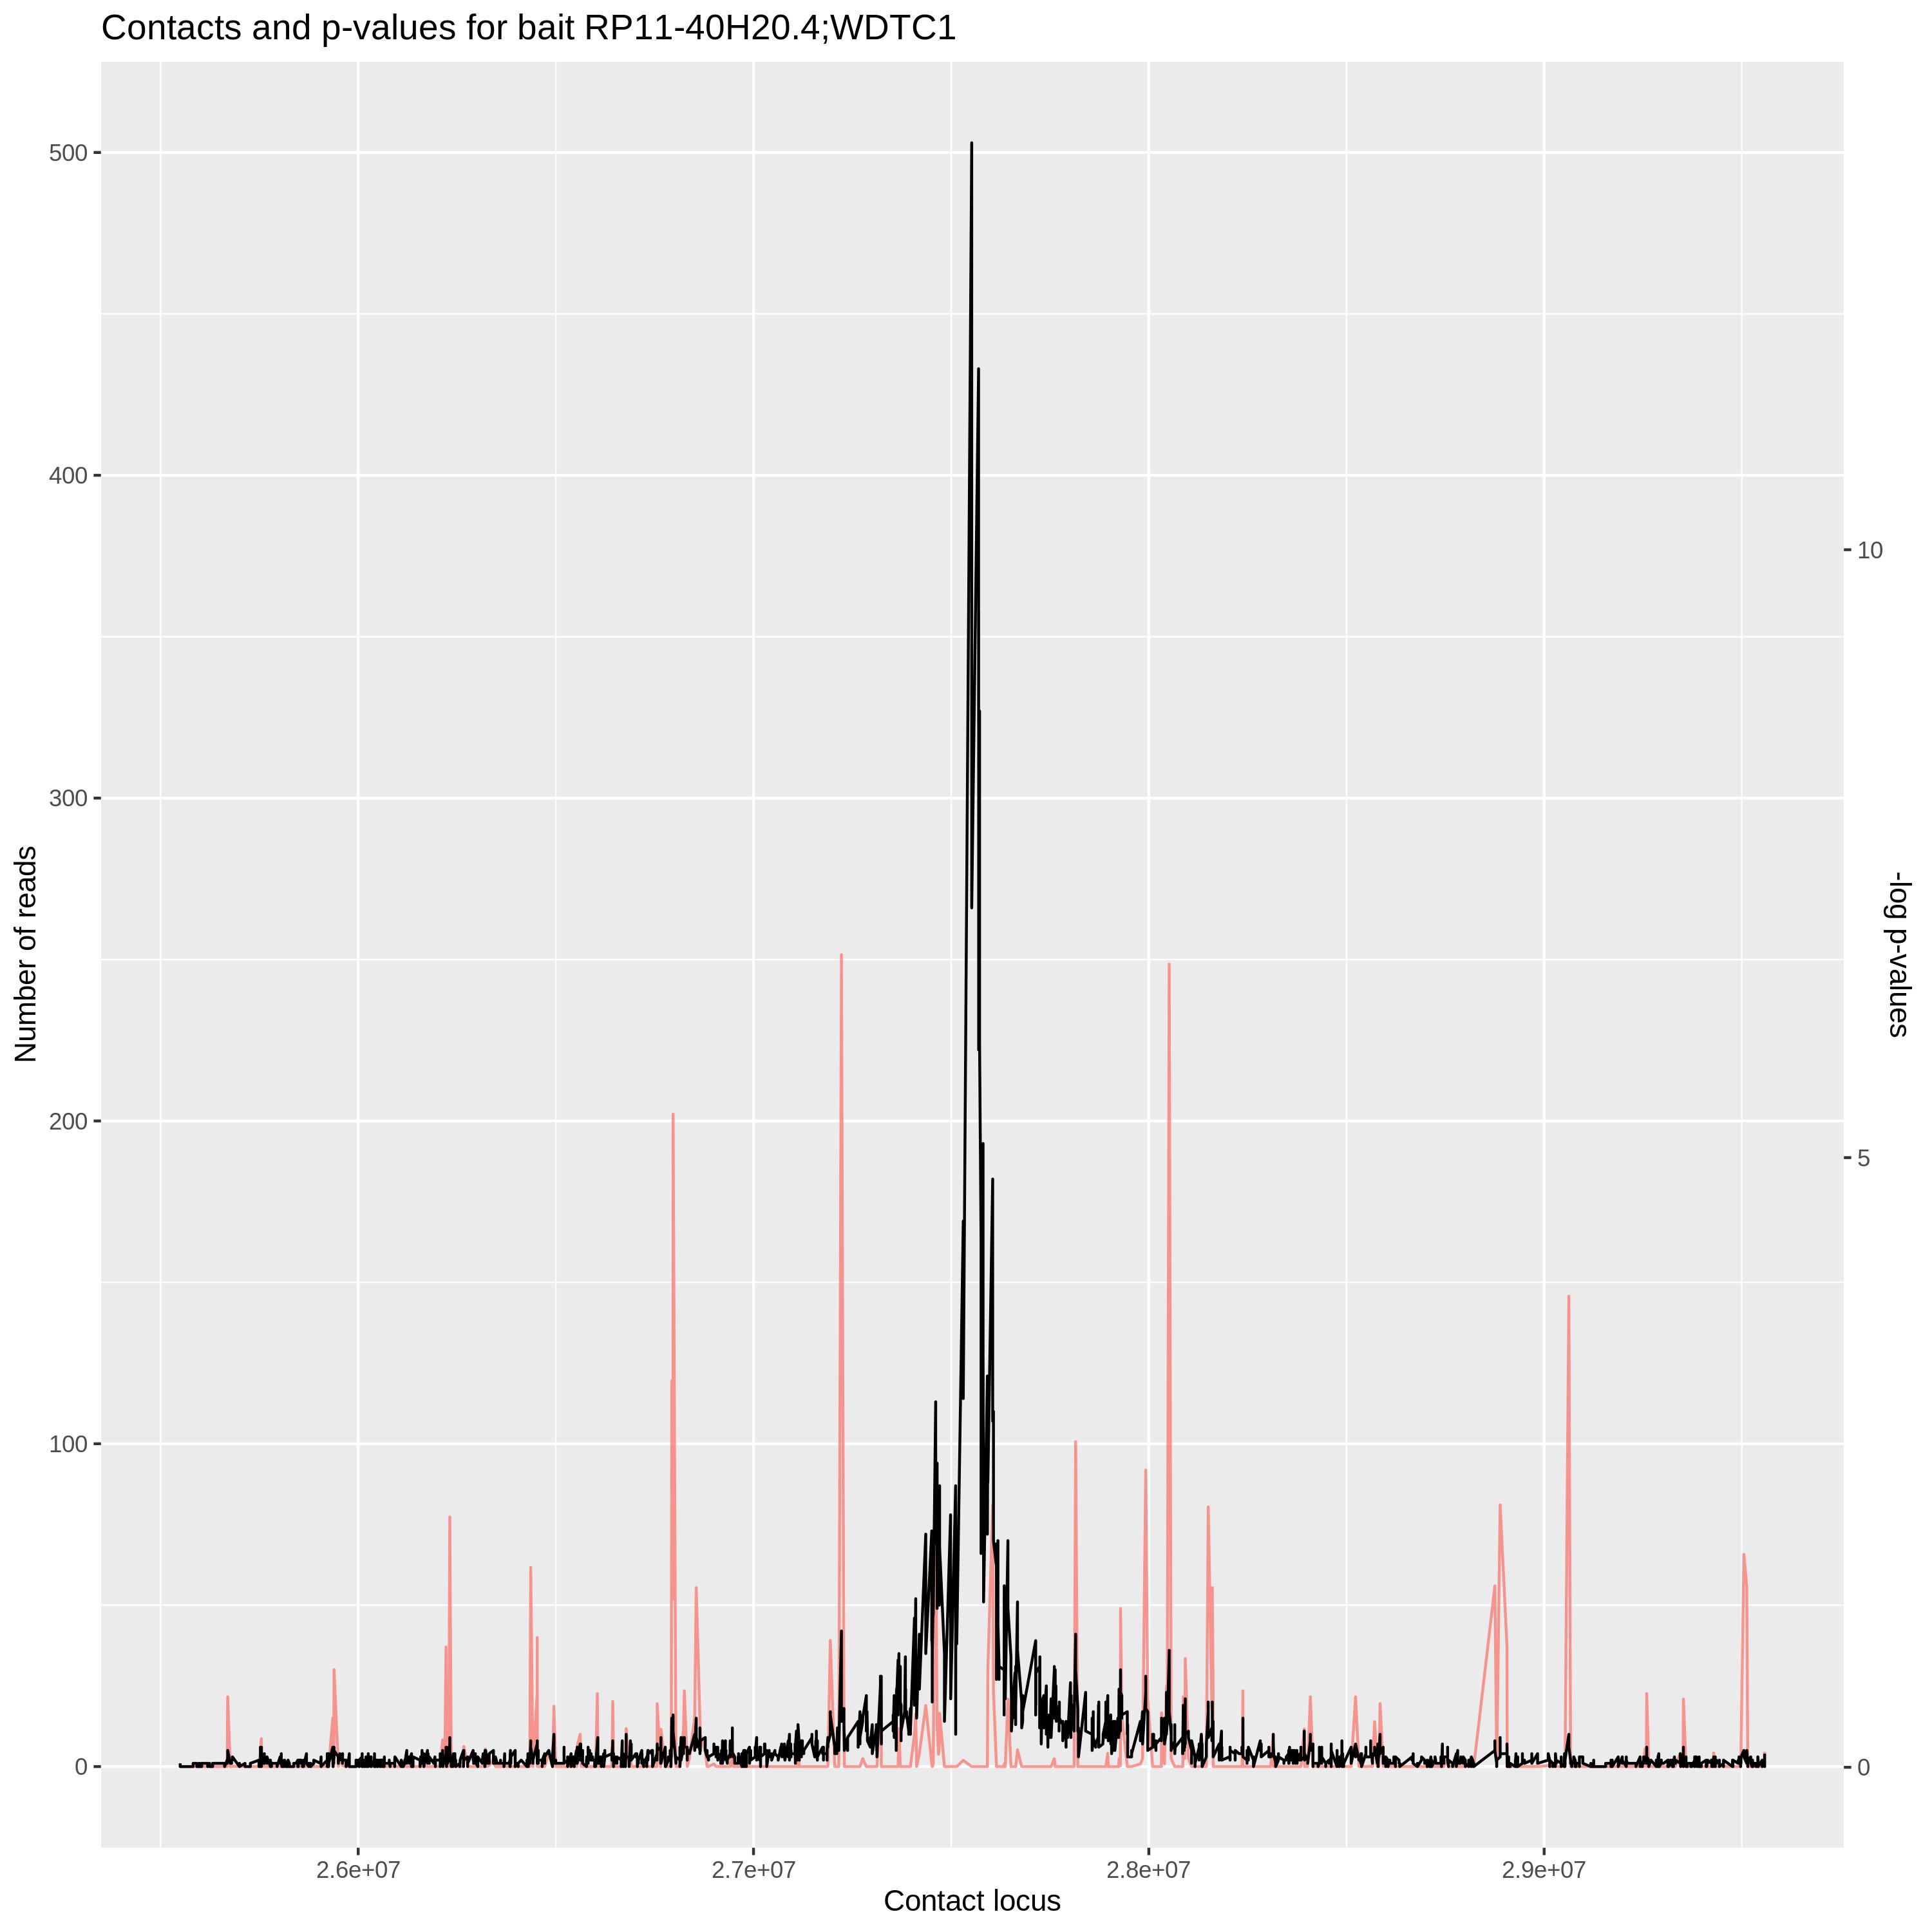 Contacts and p-values for bait RP11-40H20.4;WDTC1
500
400
300
200
100
0
Number of reads
10
5
0
-log p-values
2.6e+07 2.7e+07 2.8e+07 2.9e+07
Contact locus